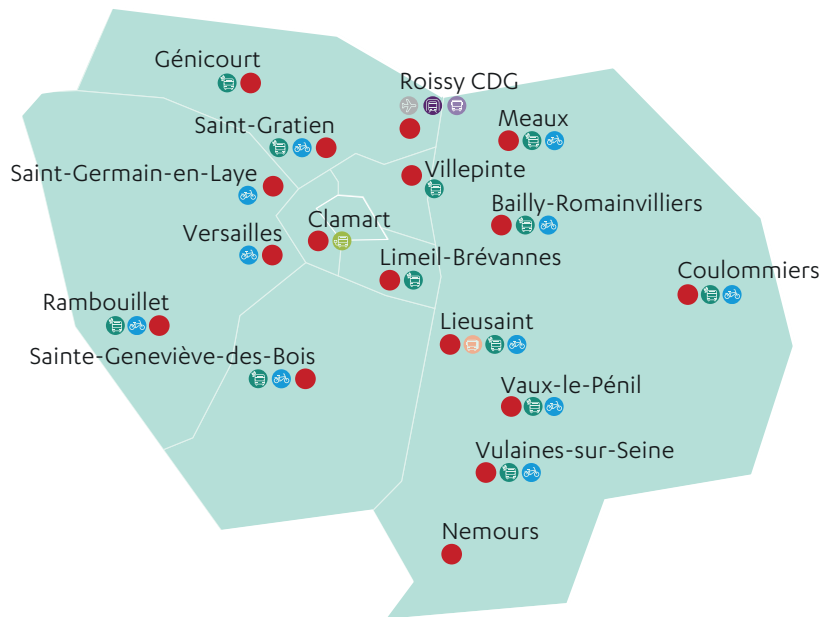 Génicourt
Roissy CDG
Meaux
Saint-Gratien
Villepinte
Saint-Germain-en-Laye
Bailly-Romainvilliers
Clamart
Versailles
Limeil-Brévannes
Coulommiers
Rambouillet
Lieusaint
Sainte-Geneviève-des-Bois
Vaux-le-Pénil
Vulaines-sur-Seine
Nemours